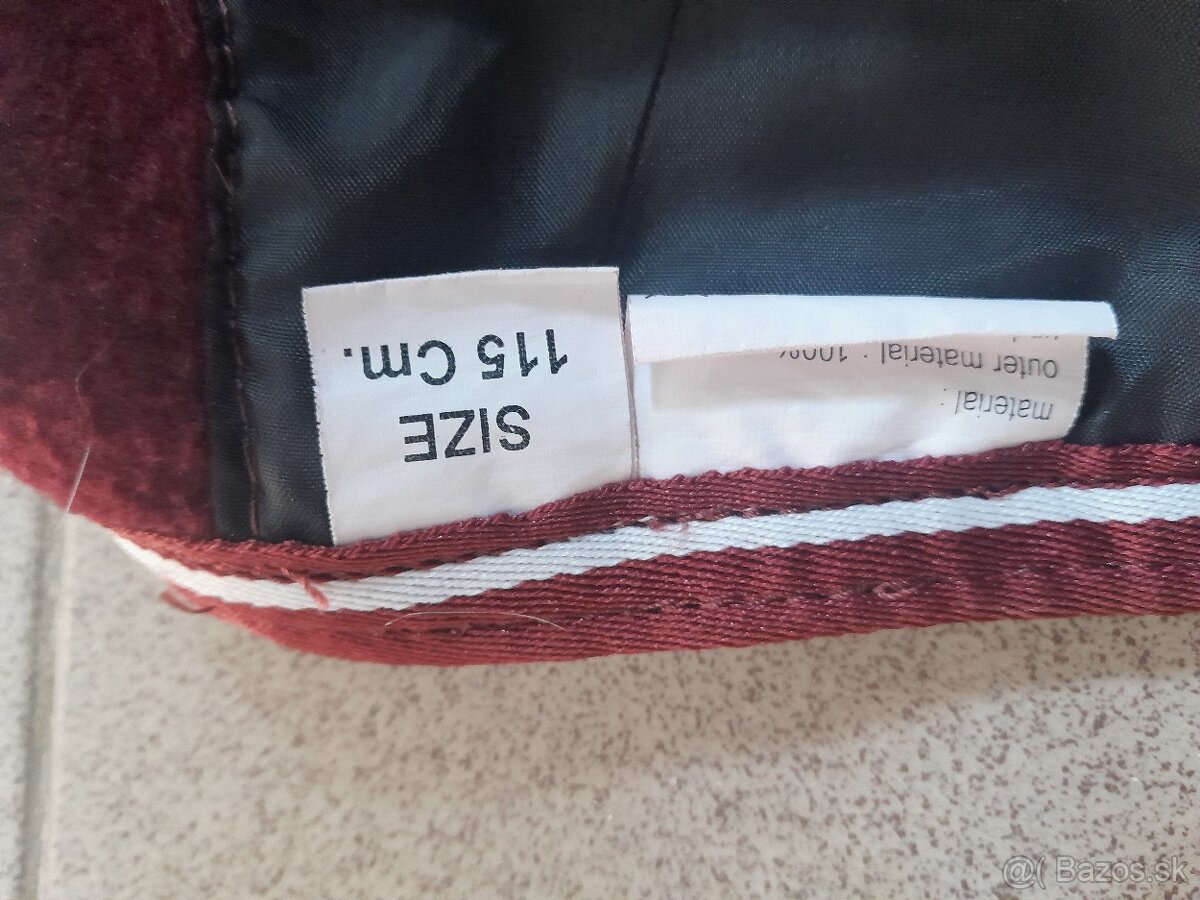 SIZE
115 Cm.
material :
outer material : 100%
@( Bazos.sk